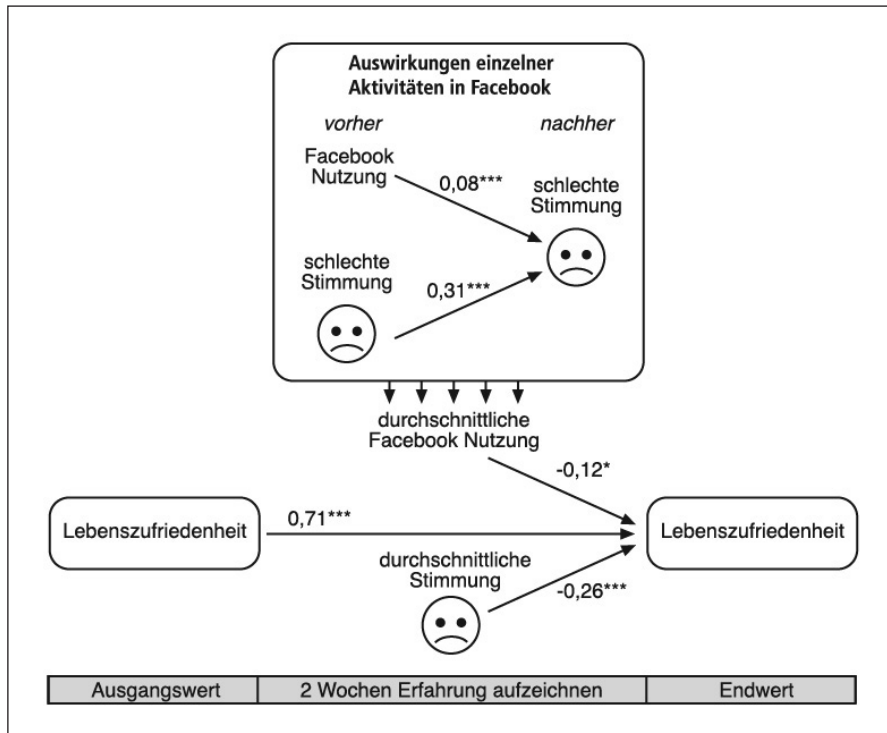 Auswirkungen einzelner
Aktivitäten in Facebook
vorher
nachher
Facebook
Nutzung
0,08***
schlechte
Stimmung
schlechte
Stimmung
0,31***
durchschnittliche
Facebook Nutzung
-0,12*
Lebenszufriedenheit
0,71***
Lebenszufriedenheit
durchschnittliche
Stimmung
-0,26***
Ausgangswert
2 Wochen Erfahrung aufzeichnen
Endwert